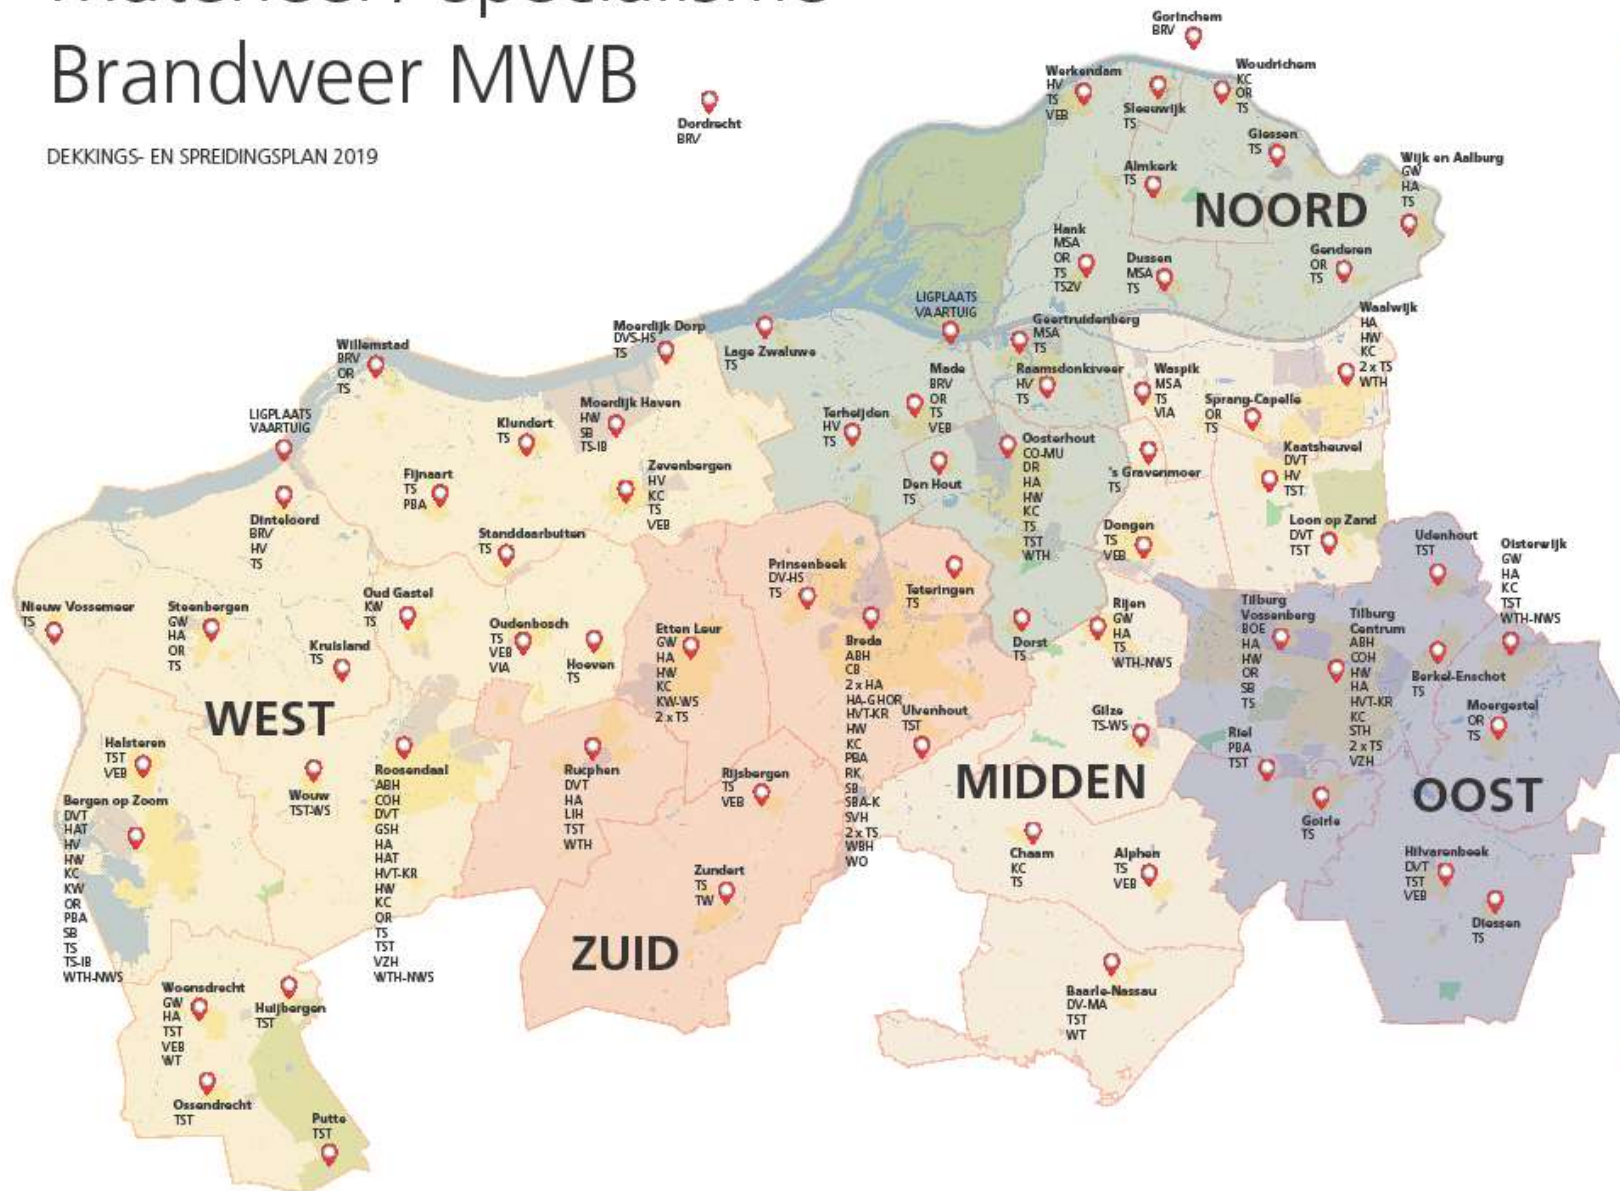 Brandweer MWB
DEKKINGS- EN SPREIDINGSPLAN 2019
Gorinchem
BRV
Dordrecht
BRV
Werkendam
HV
TS
VEB
Sleeuwijk
TS
Woudrichem
KC
OR
TS
Giessen
TS
Almkerk
TS
Wijk en Aalburg
GW
HA
TS
NOORD
Hank
MSA
OR
TS
TS2V
Dussen
MSA
TS
Genderen
OR
TS
LIGPLAATS
VAARTUIG
Geertruidenberg
MSA
TS
Waalwijk
HA
HW
KC
2 x TS
WTH
Moerdijk Dorp
DVS-HS
TS
Lage Zwaluwe
TS
Willemstad
BRV
OR
TS
Made
BRV
OR
TS
VEB
Raamsdonkiveer
HV
TS
Waspik
MSA
TS
VIA
Sprang-Capelle
OR
TS
LIGPLAATS
VAARTUIG
Klundert
TS
Moerdijk Haven
HW
SB
TS-IB
Terheijden
HV
TS
Oosterhout
CO-MU
DR
HA
HW
KC
TS
TST
WTH
's Gravenmoer
TS
Kaatsheuvel
DVT
HV
TST
Fijnaart
TS
PBA
Zevenbergen
HV
KC
TS
VEB
Den Hout
TS
Dinteloord
BRV
HV
TS
Standdaarbuiten
TS
Dongen
TS
VEB
Loon op Zand
DVT
TST
Udenhout
TST
Oisterwijk
GW
HA
KC
TST
WTH-NWS
Prinsenbeek
DV-HS
TS
Teteringen
TS
Nieuw Vossemeer
TS
Steenbergen
GW
HA
OR
TS
Oud Gastel
KW
TS
Kruisland
TS
Oudenbosch
TS
VEB
VIA
Hoeven
TS
Etten Leur
GW
HA
HW
KC
KW-WS
2 x TS
Breda
ABH
CB
2 x HA
HA-GHOR
HVT-KR
HW
KC
PBA
RK
SB
SBA-K
SVH
2 x TS
WBH
WO
Dorst
TS
Rijen
GW
HA
TS
WTH-NWS
Tilburg
Vossenberg
BOE
HA
HW
OR
SB
TS
Tilburg
Centrum
ABH
COH
HW
HA
HVT-KR
KC
STH
2 x TS
VZH
Berkel-Enschot
TS
Moergestel
OR
TS
WEST
Ulvenhout
TST
Gilze
TS-WS
Riel
PBA
TST
Halsteren
TST
VEB
Wouw
TST-WS
Roosendaal
ABH
COH
DVT
GSH
HA
HAT
HVT-KR
HW
KC
OR
TS
TST
VZH
WTH-NWS
Rucphen
DVT
HA
LIH
TST
WTH
Rijsbergen
TS
VEB
MIDDEN
OOST
Goirle
TS
Bergen op Zoom
DVT
HAT
HV
HW
KC
KW
OR
PBA
SB
TS
TS-IB
WTH-NWS
Chaam
KC
TS
Alphen
TS
VEB
Hilvarenbeek
DVT
TST
VEB
Diessen
TS
Zundert
TS
TW
ZUID
Woensdrecht
GW
HA
TST
VEB
WT
Huijbergen
TST
Baarle-Nassau
DV-MA
TST
WT
Ossendrecht
TST
Putte
TST